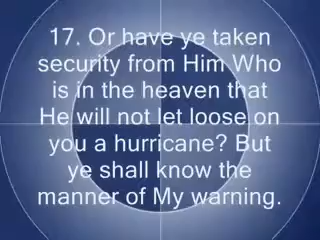 17. Or have ye taken
security from Him Who
is in the heaven that
He will not let loose on
you a hurricane? But
ye shall know the
manner of My warning.